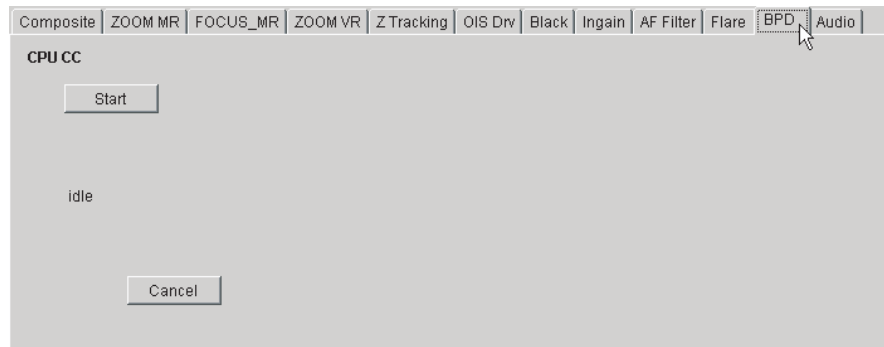 Composite ZOOM MR FOCUS_MR ZOOM VR Z Tracking OIS Drv Black Ingain AF Filter Flare BPD Audio
CPU CC
Start
idle
Cancel